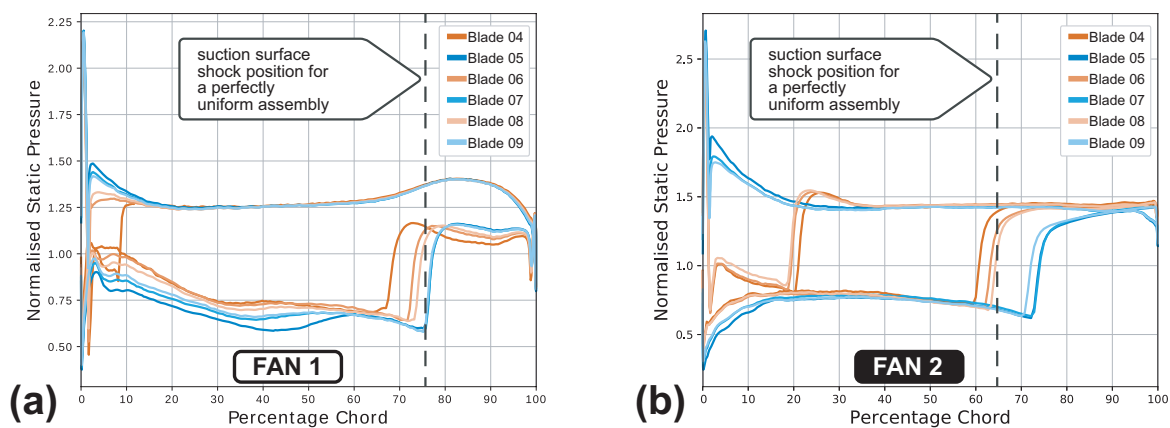 2.25
2.00
1.75
1.50
1.25
1.00
0.75
0.50
Normalised Static Pressure
suction surface
shock position for
a perfectly
uniform assembly
Blade 04
Blade 05
Blade 06
Blade 07
Blade 08
Blade 09
FAN 1
0 10 20 30 40 50 60 70 80 90 100
Percentage Chord
(a)
2.5
2.0
1.5
1.0
0.5
Normalised Static Pressure
suction surface
shock position for
a perfectly
uniform assembly
Blade 04
Blade 05
Blade 06
Blade 07
Blade 08
Blade 09
FAN 2
0 10 20 30 40 50 60 70 80 90 100
Percentage Chord
(b)